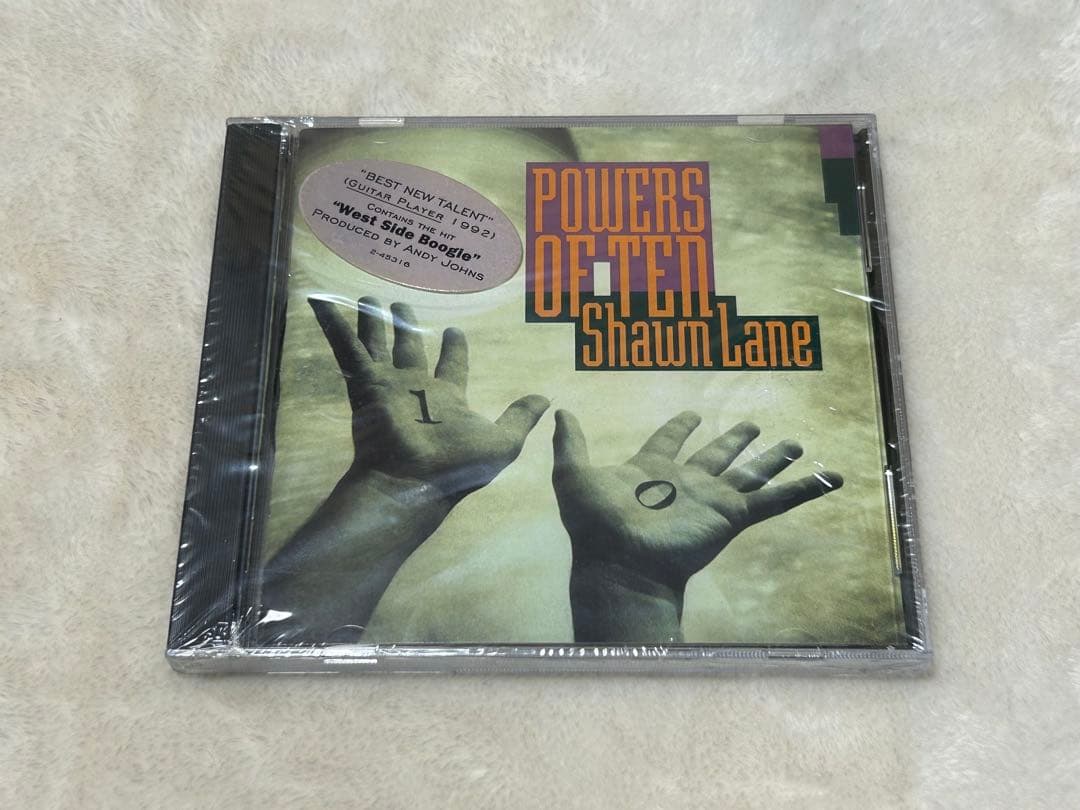 "BEST NEW TALENT"
(GUITAR PLAYER 1992)
CONTAINS THE HIT
"West Side Boogie"
PRODUCED BY ANDY JOHNS
2-45316
POWERS
OF TEN
Shawn Lane
1
0